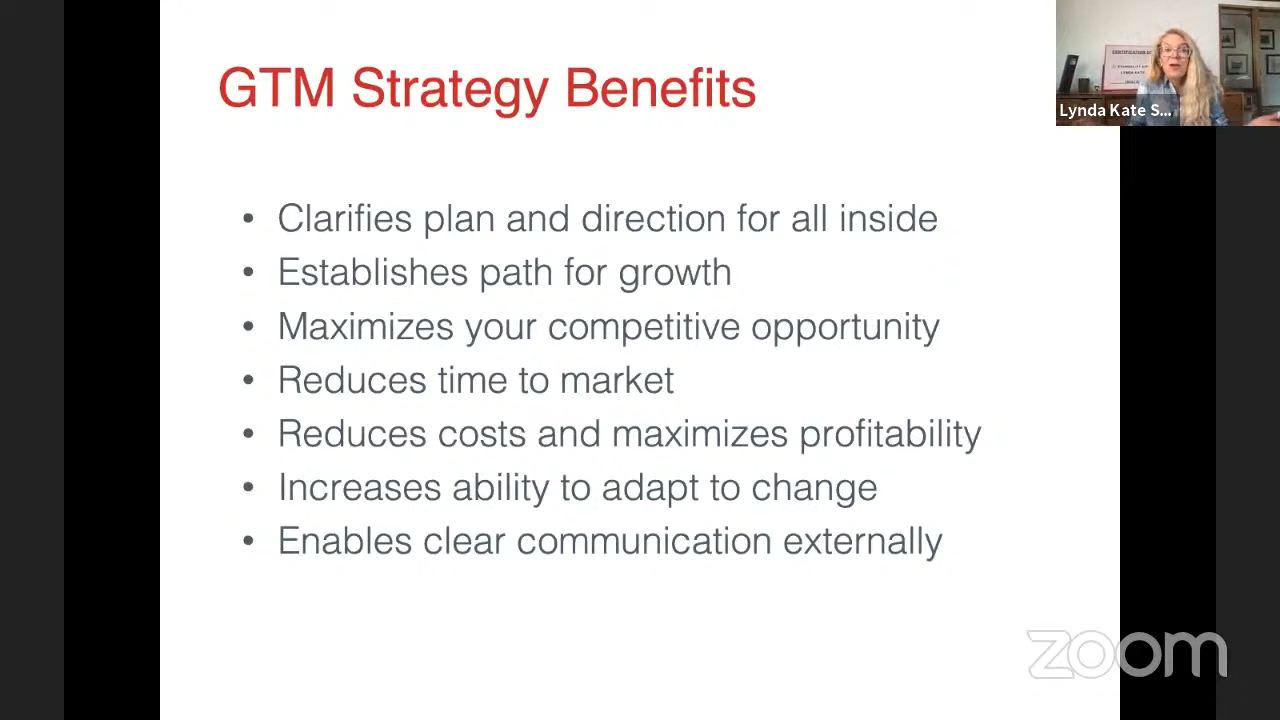 GTM Strategy Benefits
• Clarifies plan and direction for all inside
• Establishes path for growth
• Maximizes your competitive opportunity
• Reduces time to market
• Reduces costs and maximizes profitability
• Increases ability to adapt to change
• Enables clear communication externally
LYNDA KATE
Lynda Kate S...
zoom